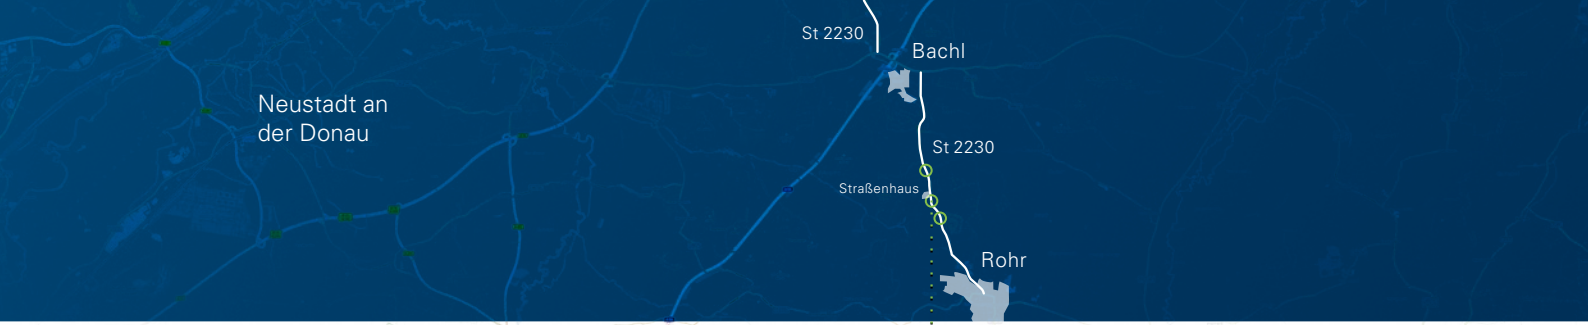 St 2230
Bachl
Neustadt an
der Donau
St 2230
Straßenhaus
Rohr